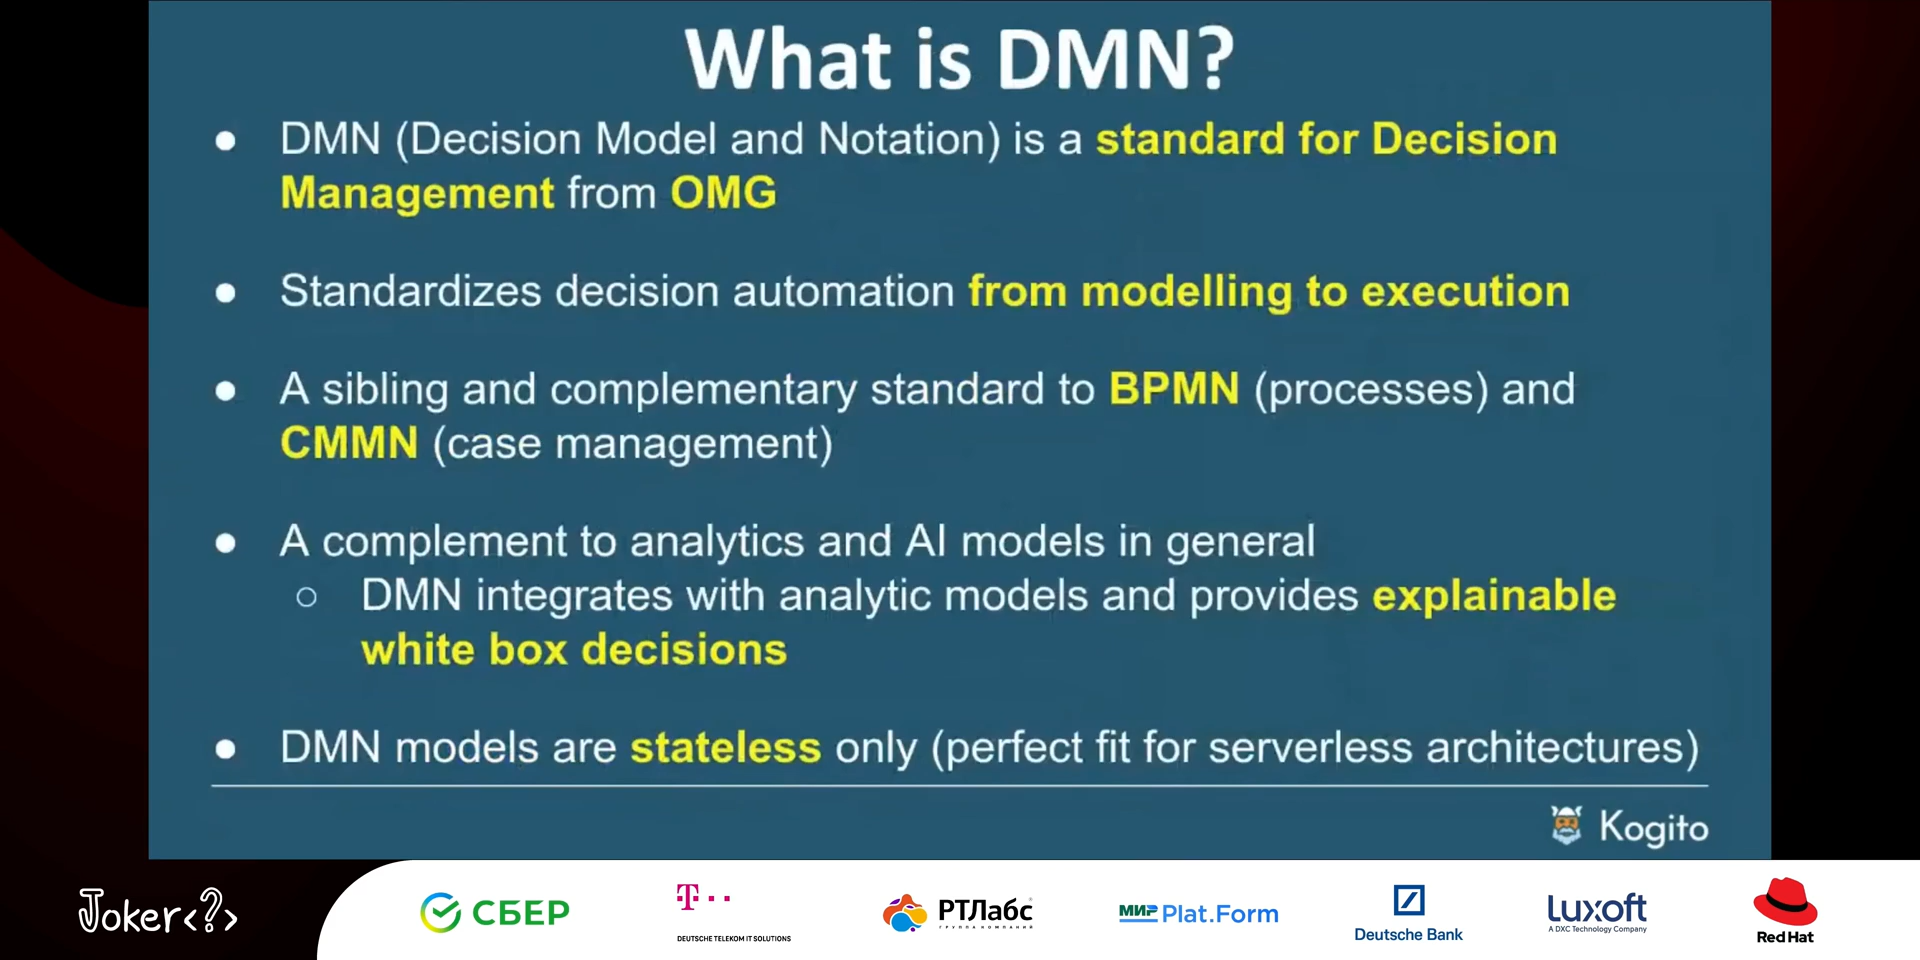 What is DMN?
● DMN (Decision Model and Notation) is a standard for Decision
Management from OMG
● Standardizes decision automation from modelling to execution
● A sibling and complementary standard to BPMN (processes) and
CMMN (case management)
● A complement to analytics and AI models in general
○ DMN integrates with analytic models and provides explainable
white box decisions
● DMN models are stateless only (perfect fit for serverless architectures)
Kogito
Joker<?>
СБЕР
T
DEUTSCHE TELEKOM IT SOLUTIONS
РТЛабс
ГРУППА КОМПАНИЙ
МИР Plat.Form
Deutsche Bank
Luxoft
A DXC Technology Company
Red Hat